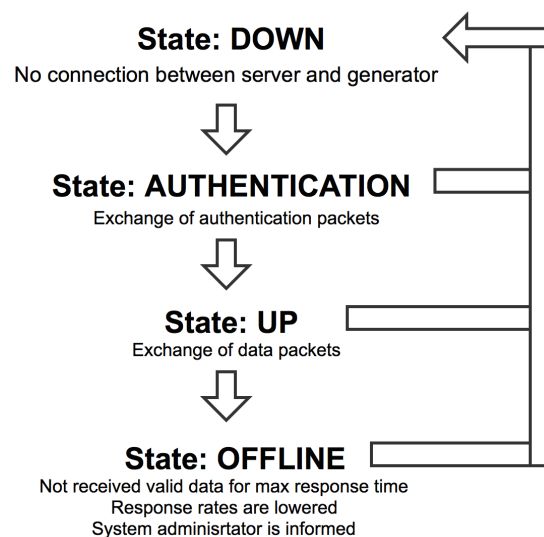 State: DOWN
No connection between server and generator
State: AUTHENTICATION
Exchange of authentication packets
State: UP
Exchange of data packets
State: OFFLINE
Not received valid data for max response time
Response rates are lowered
System adminisrtator is informed